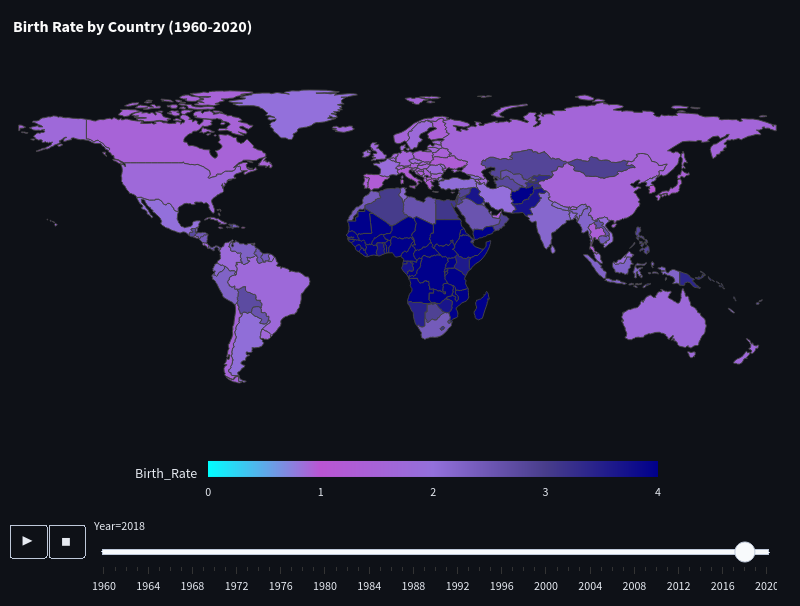 Birth Rate by Country (1960-2020)
Birth_Rate
0 1 2 3 4
Year=2018
1960 1964 1968 1972 1976 1980 1984 1988 1992 1996 2000 2004 2008 2012 2016 2020